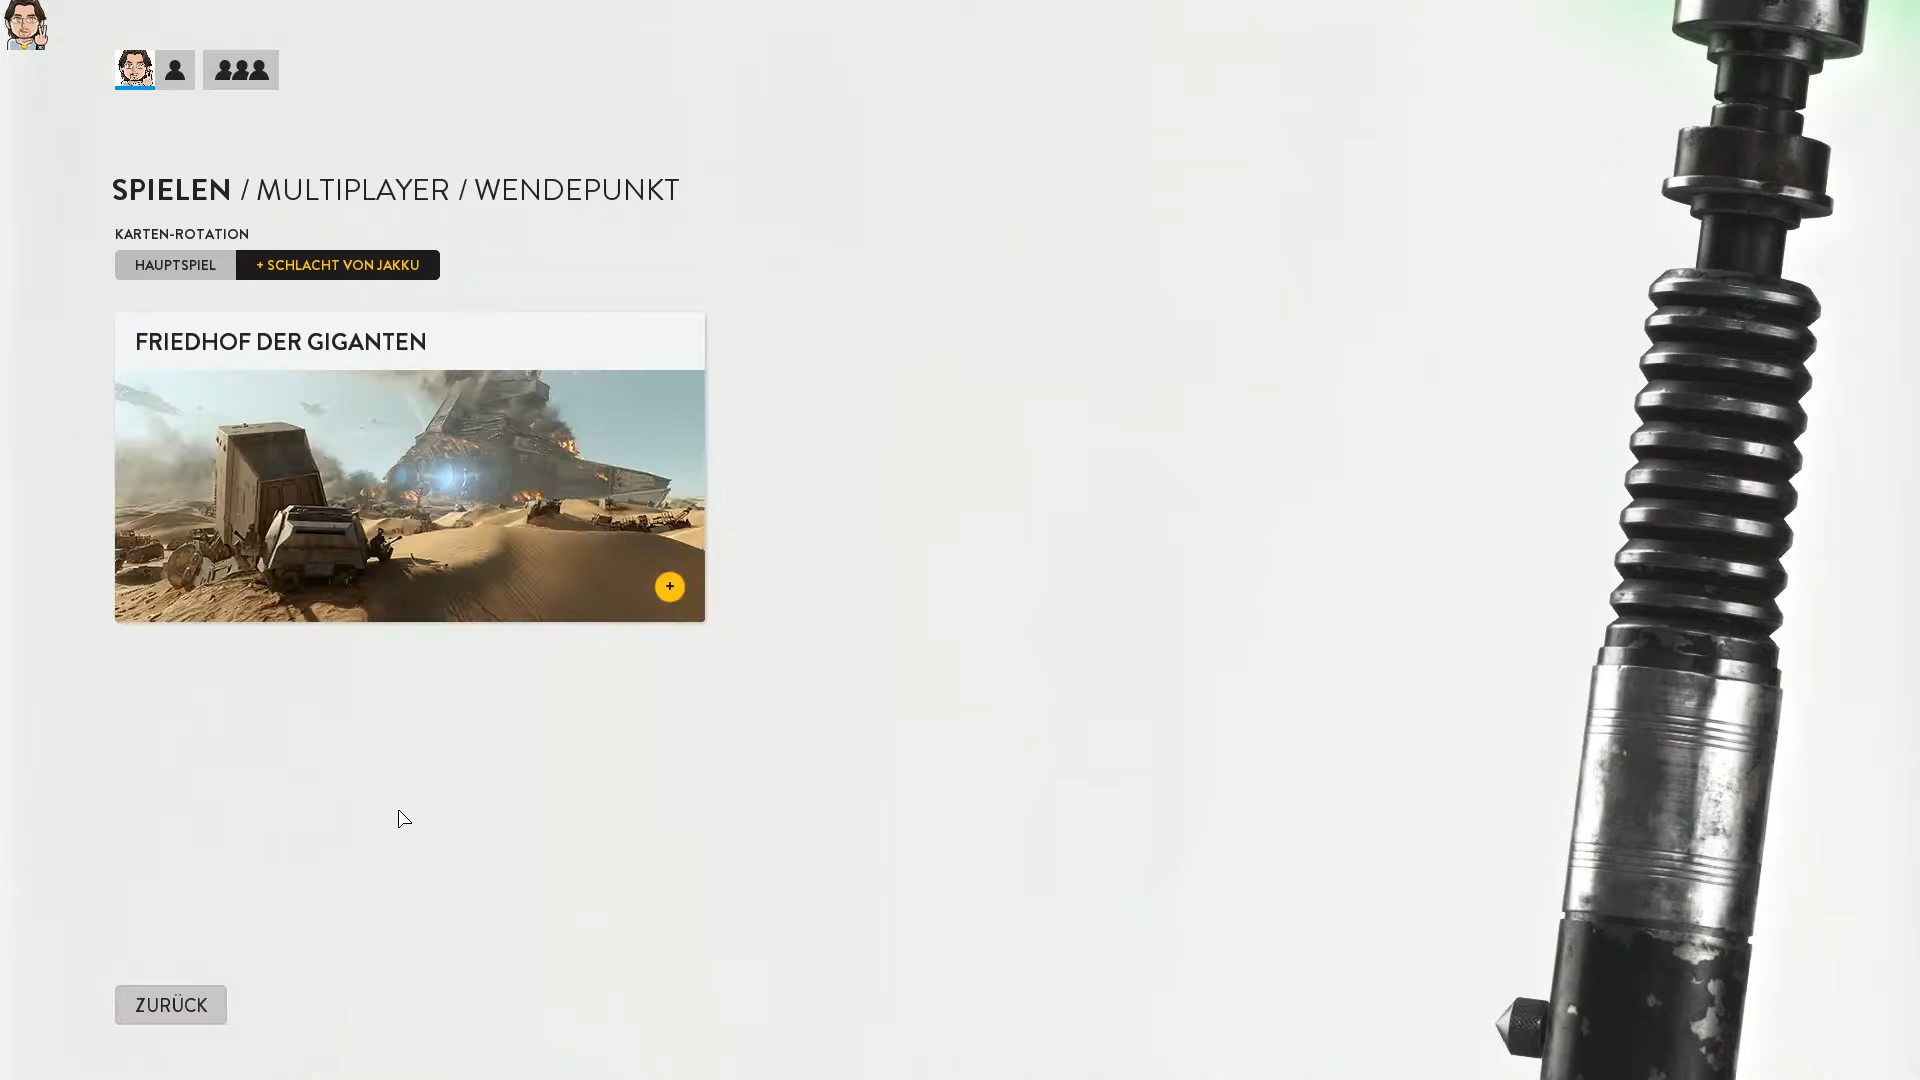 SPIELEN / MULTIPLAYER / WENDEPUNKT
KARTEN-ROTATION
HAUPTSPIEL
+ SCHLACHT VON JAKKU
FRIEDHOF DER GIGANTEN
+
ZURÜCK